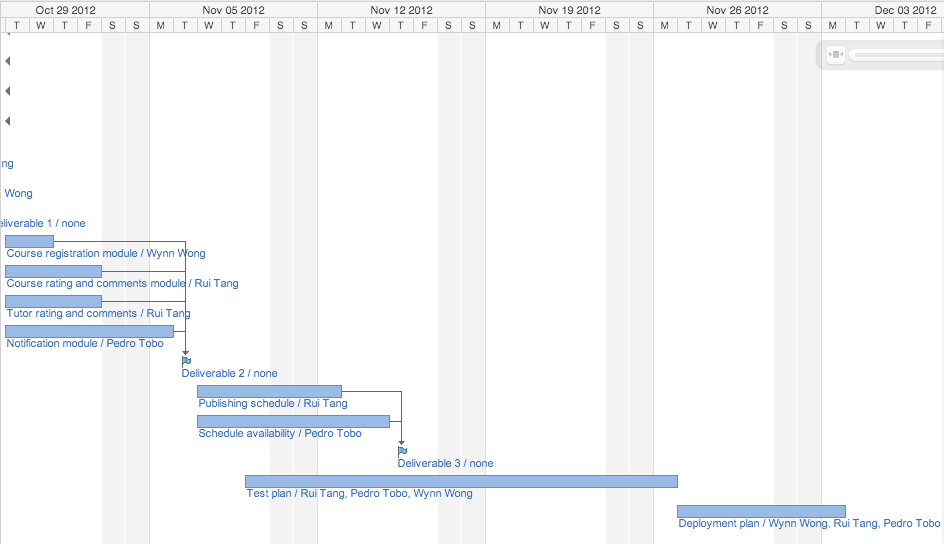 Oct 29 2012 Nov 05 2012 Nov 12 2012 Nov 19 2012 Nov 26 2012 Dec 03 2012
T W T F S S M T W T F S S M T W T F S S M T W T F S S M T W T F S S M T W T F
ng
Wong
eliverable 1 / none
Course registration module / Wynn Wong
Course rating and comments module / Rui Tang
Tutor rating and comments / Rui Tang
Notification module / Pedro Tobo
Deliverable 2 / none
Publishing schedule / Rui Tang
Schedule availability / Pedro Tobo
Deliverable 3 / none
Test plan / Rui Tang, Pedro Tobo, Wynn Wong
Deployment plan / Wynn Wong, Rui Tang, Pedro Tobo